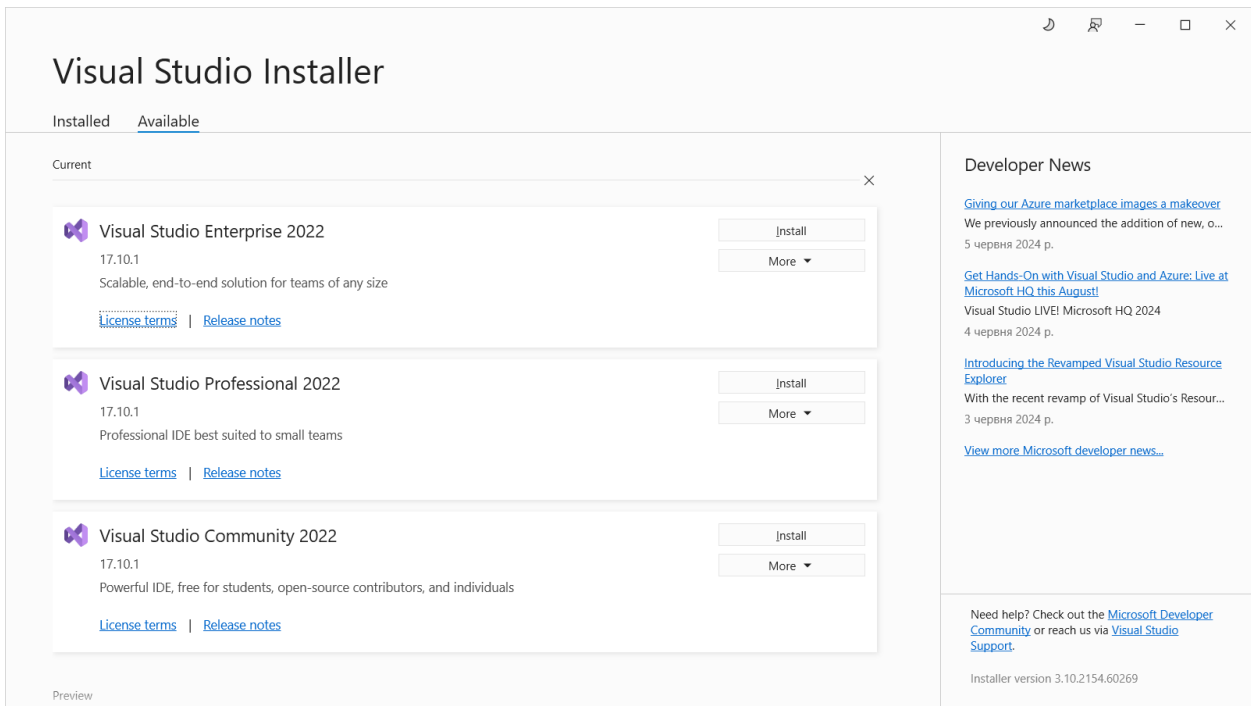 Visual Studio Installer
Installed
Available
Current
Visual Studio Enterprise 2022
Install
17.10.1
More
Scalable, end-to-end solution for teams of any size
License terms | Release notes
Visual Studio Professional 2022
Install
17.10.1
More
Professional IDE best suited to small teams
License terms | Release notes
Visual Studio Community 2022
Install
17.10.1
More
Powerful IDE, free for students, open-source contributors, and individuals
License terms | Release notes
Preview
Developer News
Giving our Azure marketplace images a makeover
We previously announced the addition of new, o...
5 червня 2024 р.
Get Hands-On with Visual Studio and Azure: Live at
Microsoft HQ this August!
Visual Studio LIVE! Microsoft HQ 2024
4 червня 2024 р.
Introducing the Revamped Visual Studio Resource
Explorer
With the recent revamp of Visual Studio's Resour...
3 червня 2024 р.
View more Microsoft developer news...
Need help? Check out the Microsoft Developer
Community or reach us via Visual Studio
Support.
Installer version 3.10.2154.60269